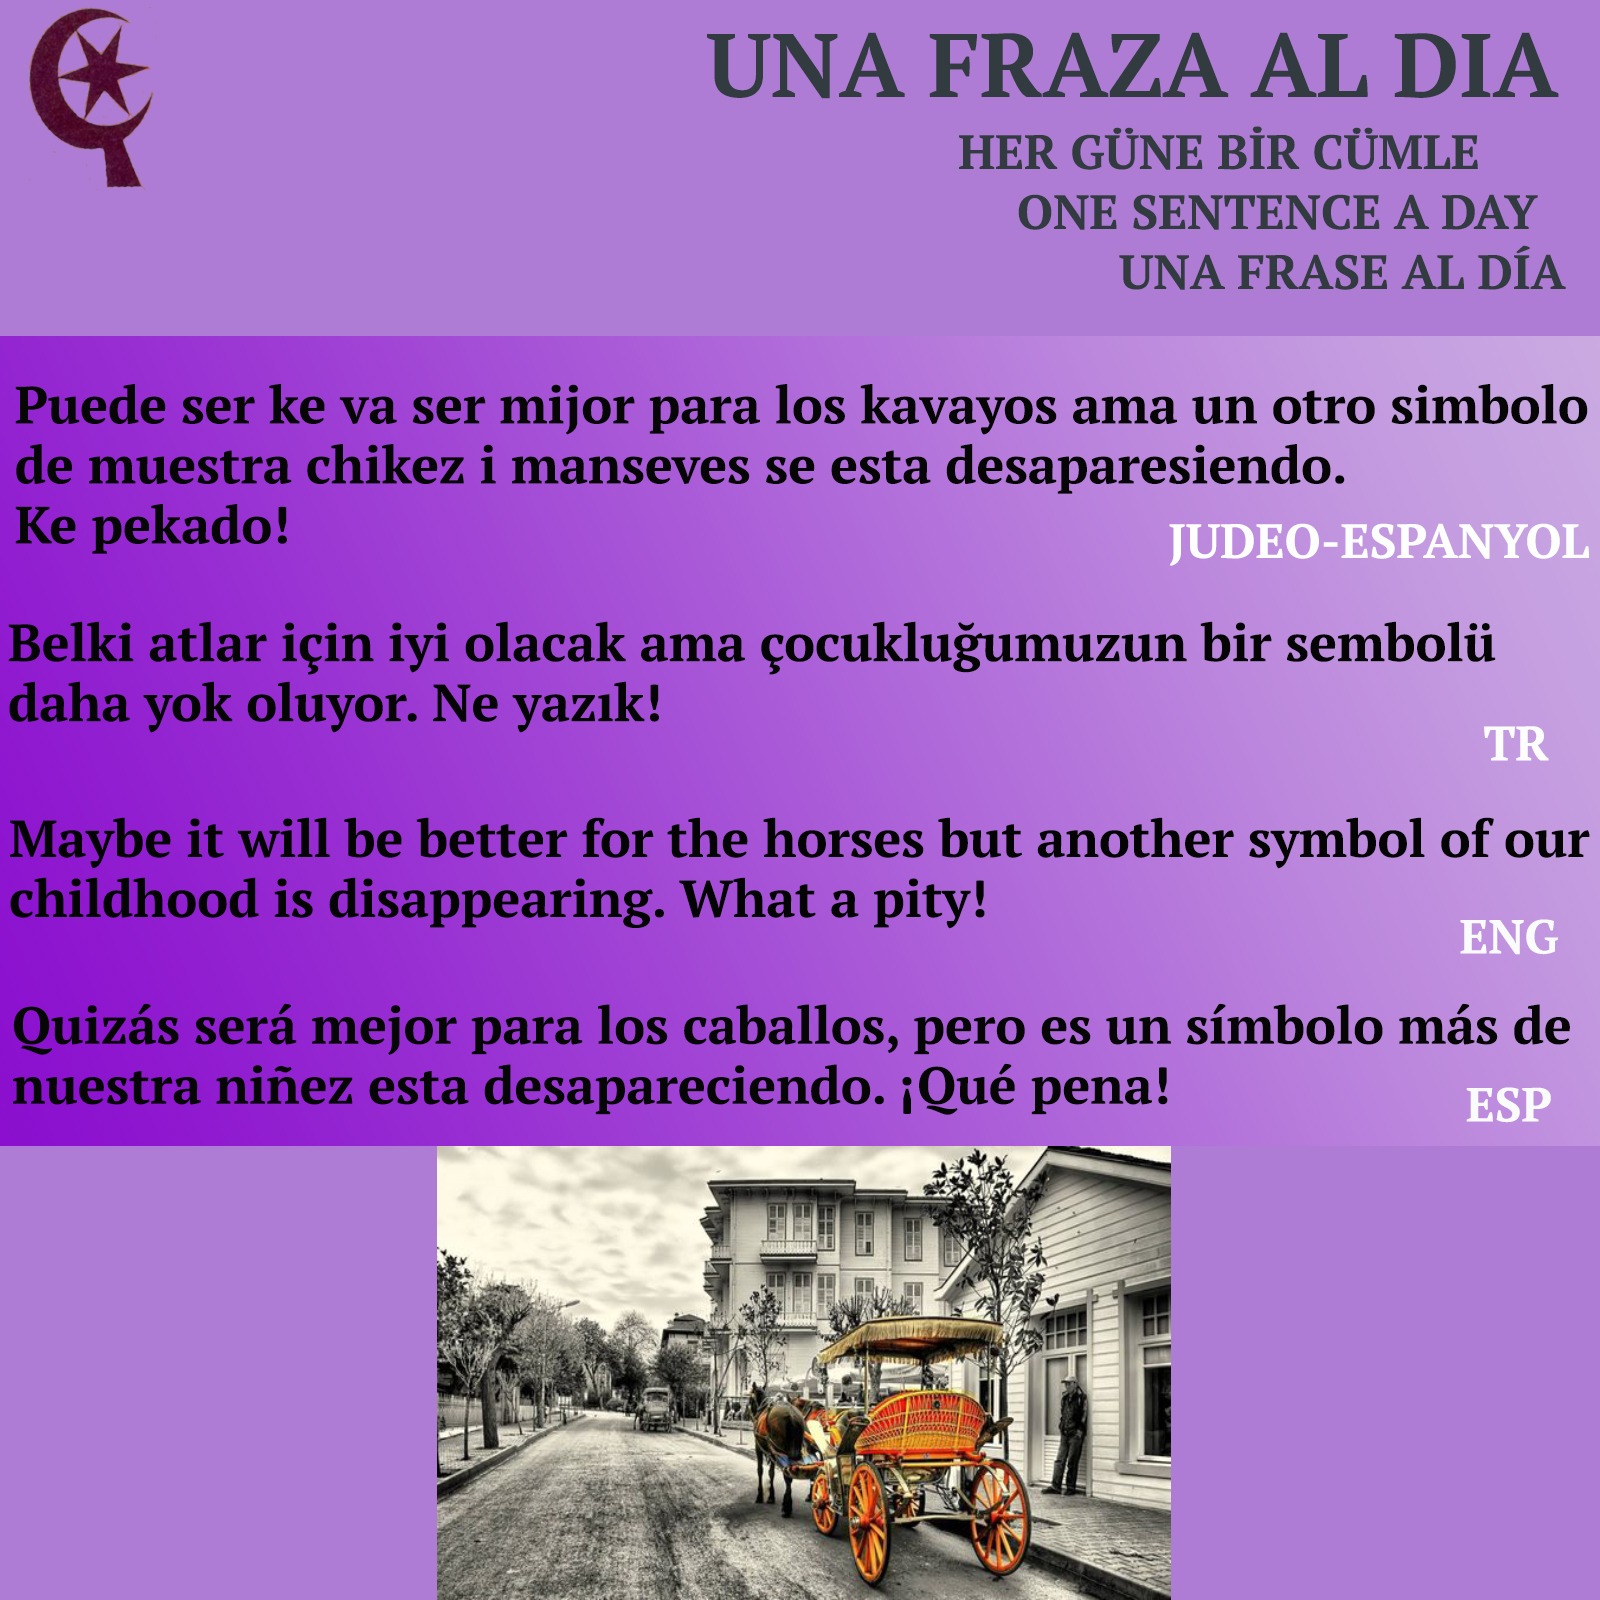 UNA FRAZA AL DIA
HER GÜNE BİR CÜMLE
ONE SENTENCE A DAY
UNA FRASE AL DÍA
Puede ser ke va ser mijor para los kavayos ama un otro simbolo
de muestra chikez i manseves se esta desaparesiendo.
Ke pekado!
JUDEO-ESPANYOL
Belki atlar için iyi olacak ama çocukluğumuzun bir sembolü
daha yok oluyor. Ne yazık!
TR
Maybe it will be better for the horses but another symbol of our
childhood is disappearing. What a pity!
ENG
Quizás será mejor para los caballos, pero es un símbolo más de
nuestra niñez esta desapareciendo. ¡Qué pena!
ESP